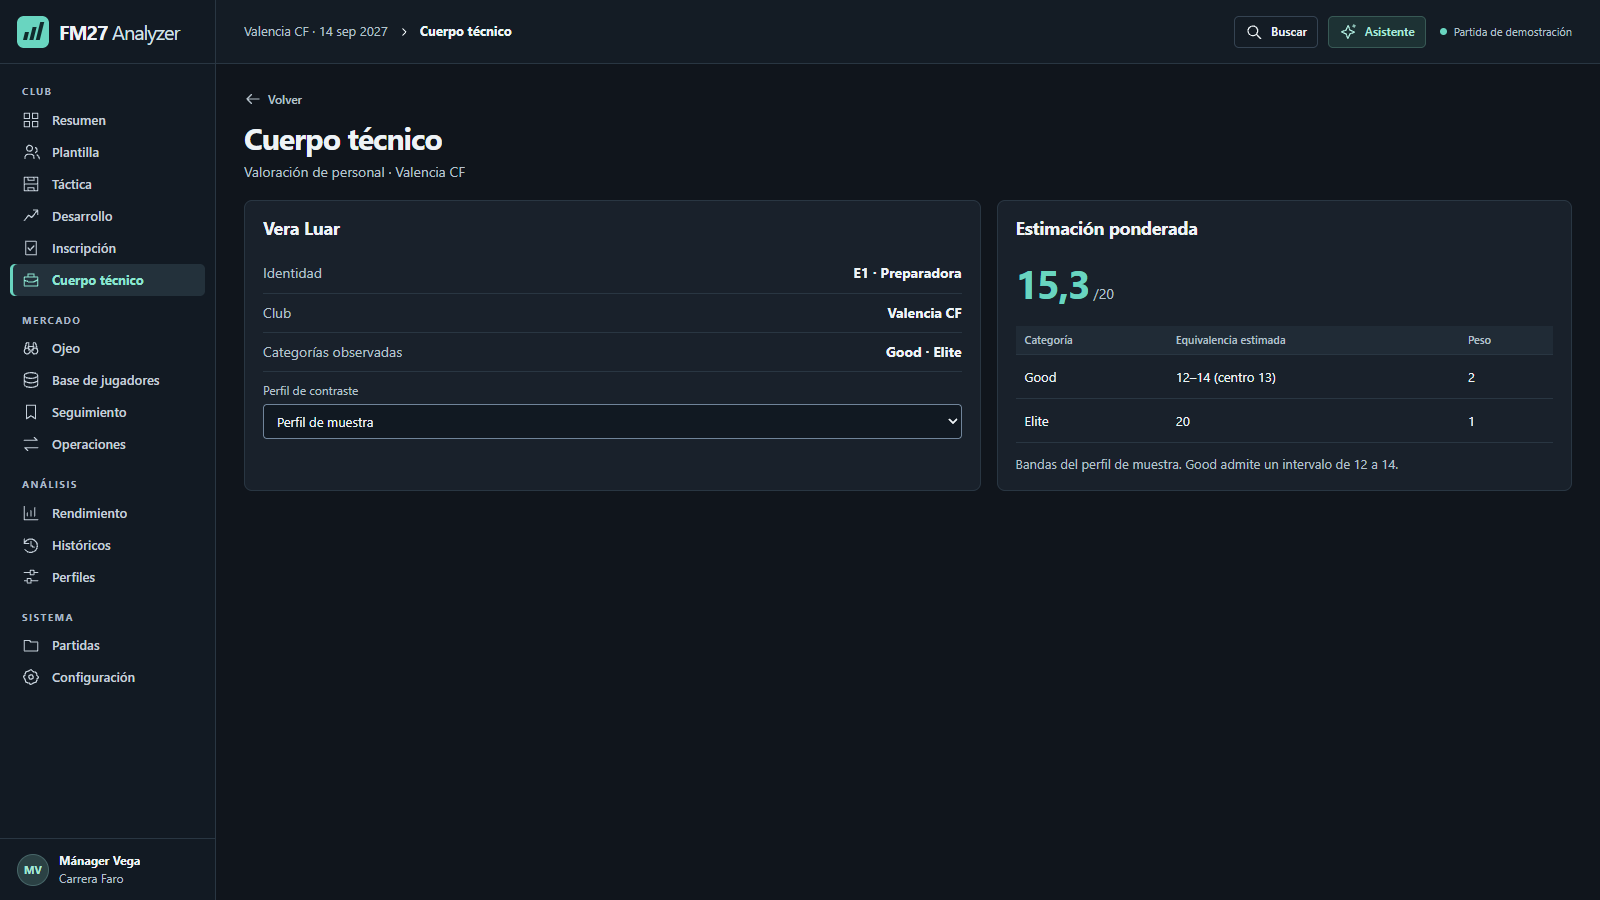 FM27 Analyzer
CLUB
Resumen
Plantilla
Táctica
Desarrollo
Inscripción
Cuerpo técnico
MERCADO
Ojeo
Base de jugadores
Seguimiento
Operaciones
ANÁLISIS
Rendimiento
Históricos
Perfiles
SISTEMA
Partidas
Configuración
MV
Mánager Vega
Carrera Faro
Valencia CF · 14 sep 2027 › Cuerpo técnico
Buscar
Asistente
Partida de demostración
← Volver
Cuerpo técnico
Valoración de personal · Valencia CF
Vera Luar
Identidad E1 · Preparadora
Club Valencia CF
Categorías observadas Good · Elite
Perfil de contraste
Perfil de muestra
Estimación ponderada
15,3 /20
Categoría Equivalencia estimada Peso
Good 12–14 (centro 13) 2
Elite 20 1
Bandas del perfil de muestra. Good admite un intervalo de 12 a 14.